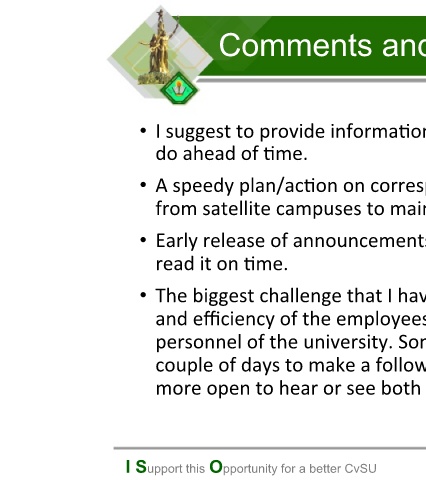 Comments and
• I suggest to provide information
do ahead of time.
• A speedy plan/action on corresp
from satellite campuses to mai
• Early release of announcements
read it on time.
• The biggest challenge that I hav
and efficiency of the employees
personnel of the university. So
couple of days to make a follow
more open to hear or see both
I Support this Opportunity for a better CvSU